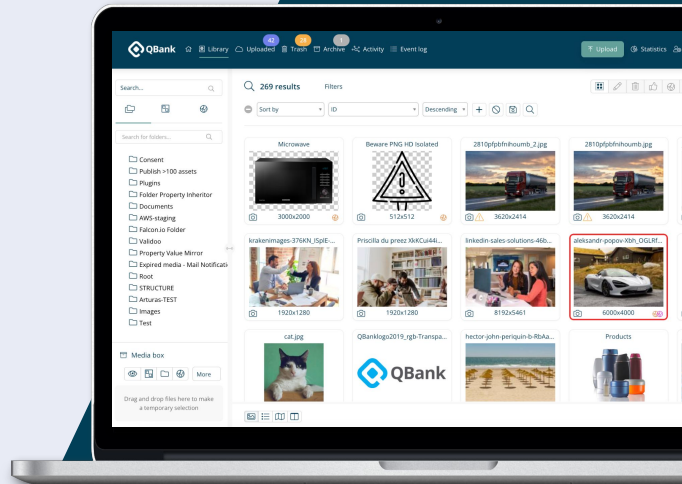 42 28 1
QBank Library Uploaded Trash Archive Activity Event log Upload Statistics
Search... 269 results Filters
Sort by ID Descending
Search for folders...
Consent
Publish >100 assets
Plugins
Folder Property Inheritor
Documents
AWS-staging
Falcon.io Folder
Validoo
Property Value Mirror
Expired media - Mail Notificati
Root
STRUCTURE
Arturas-TEST
Images
Test
Media box
More
Drag and drop files here to make
a temporary selection
Microwave Beware PNG HD Isolated 2810pfpbfnihoumb_2.jpg 2810pfpbfnihoumb.jpg
3000x2000 512x512 3620x2414 3620x2414
krakenimages-376KN_ISplE-... Priscilla du preez XkKCui44i... linkedin-sales-solutions-46b... aleksandr-popov-Xbh_OGLRf...
1920x1280 1920x1280 8192x5461 6000x4000
cat.jpg QBanklogo2019_rgb-Transpa... hector-john-periquin-b-RbAa... Products
QBank